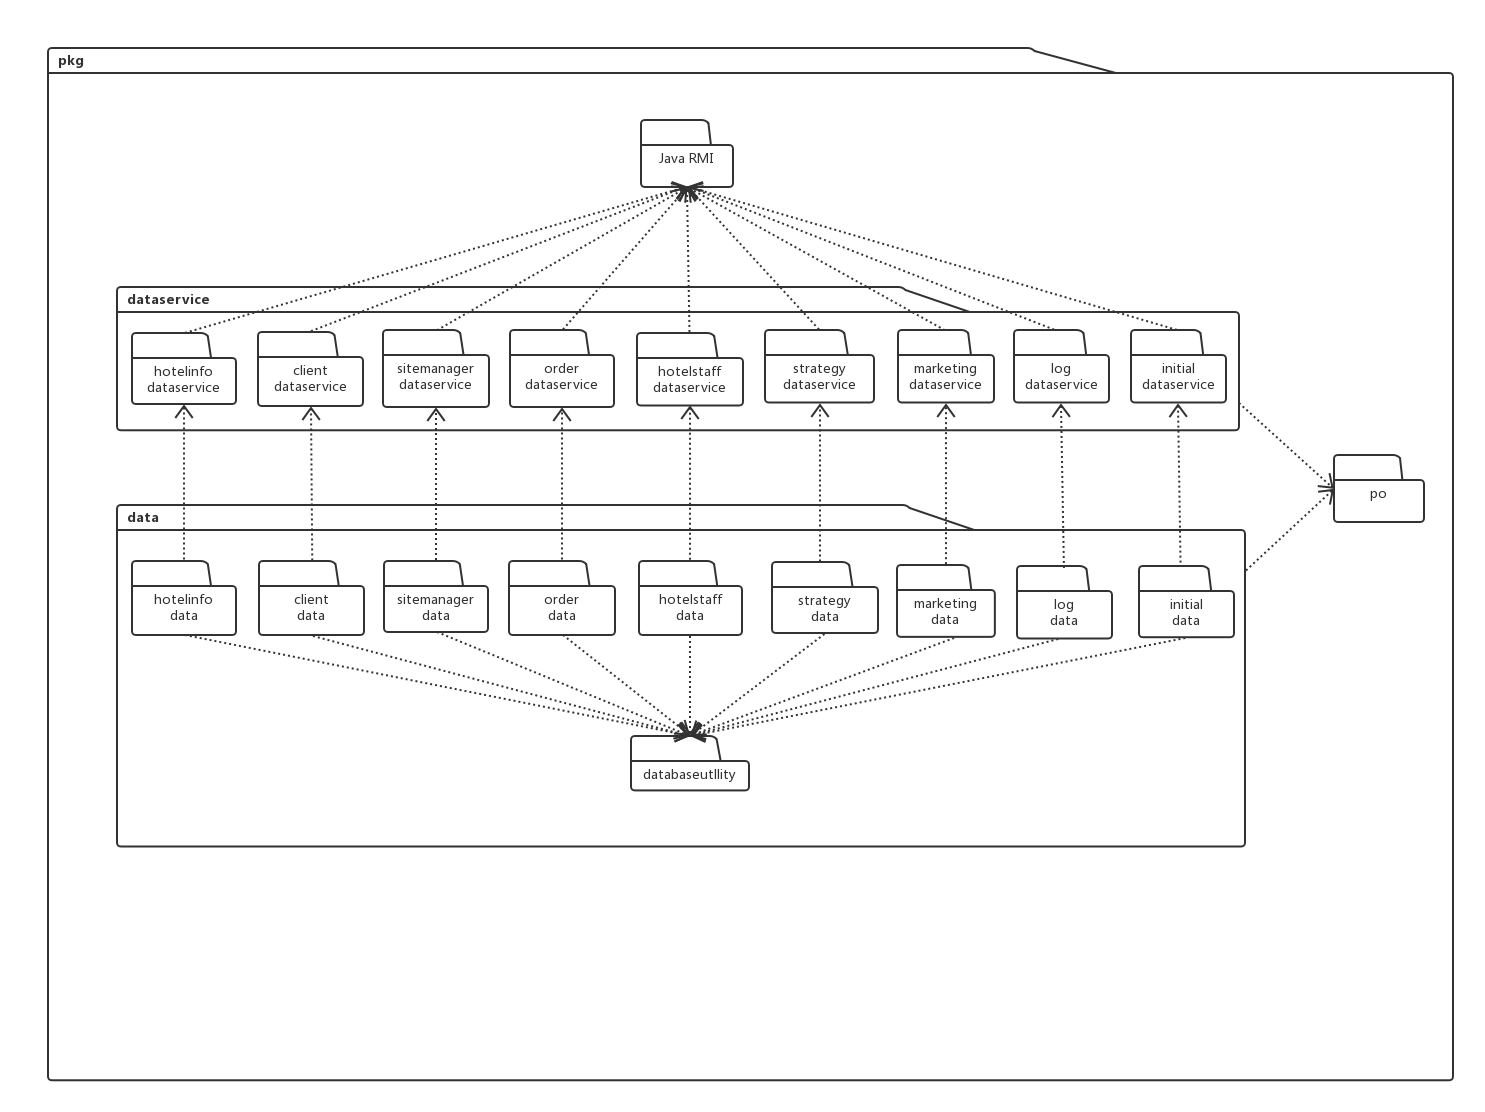 pkg
Java RMI
dataservice
hotelinfo
dataservice
client
dataservice
sitemanager
dataservice
order
dataservice
hotelstaff
dataservice
strategy
dataservice
marketing
dataservice
log
dataservice
initial
dataservice
po
data
hotelinfo
data
client
data
sitemanager
data
order
data
hotelstaff
data
strategy
data
marketing
data
log
data
initial
data
databaseutllity